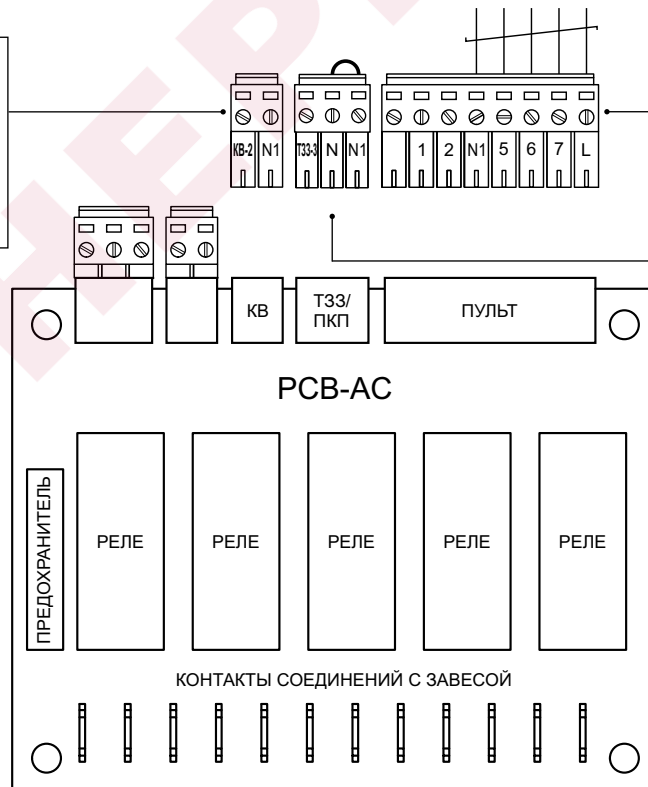 КВ-2 N1 ТЗЗ-3 N N1 1 2 N1 5 6 7 L
КВ
ТЗЗ/
ПКП
ПУЛЬТ
PCB-AC
ПРЕДОХРАНИТЕЛЬ
РЕЛЕ РЕЛЕ РЕЛЕ РЕЛЕ РЕЛЕ
КОНТАКТЫ СОЕДИНЕНИЙ С ЗАВЕСОЙ